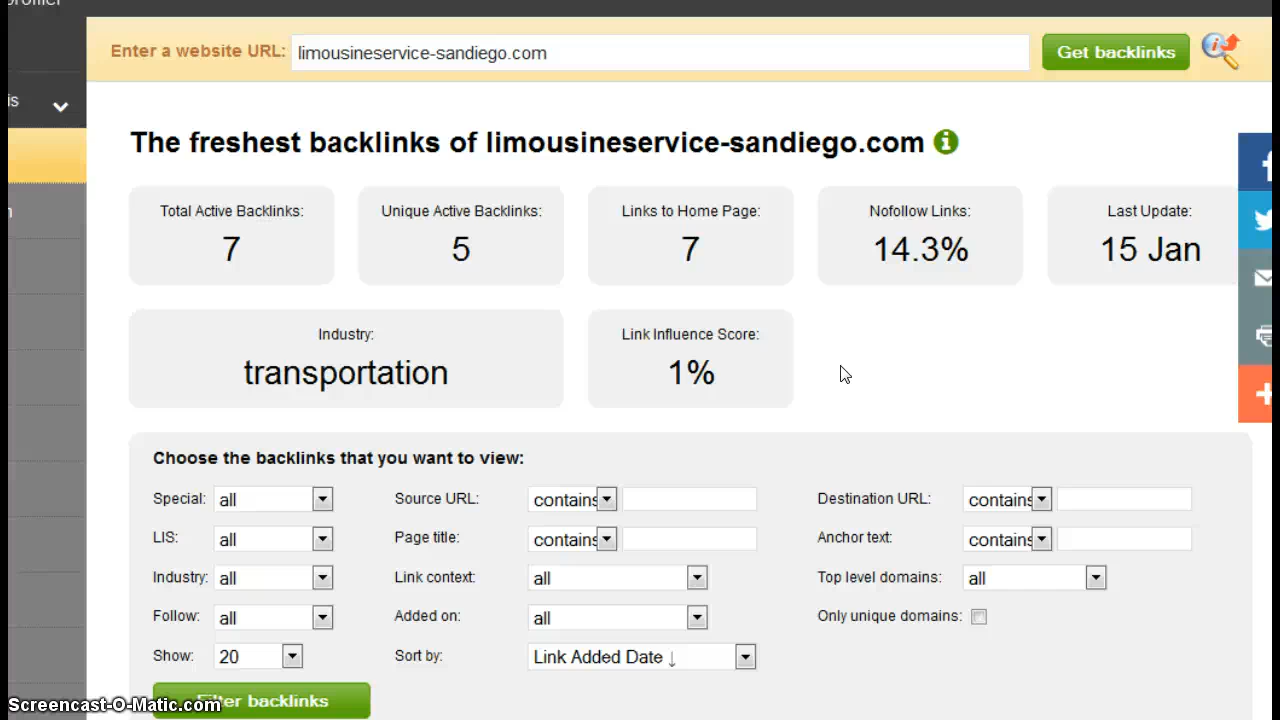 Enter a website URL: limousineservice-sandiego.com Get backlinks
is
The freshest backlinks of limousineservice-sandiego.com
Total Active Backlinks: Unique Active Backlinks: Links to Home Page: Nofollow Links: Last Update:
7 5 7 14.3% 15 Jan
Industry: Link Influence Score:
transportation 1%
Choose the backlinks that you want to view:
Special: all Source URL: contains Destination URL: contains
LIS: all Page title: contains Anchor text: contains
Industry: all Link context: all Top level domains: all
Follow: all Added on: all Only unique domains:
Show: 20 Sort by: Link Added Date ↓
Filter backlinks
Screencast-O-Matic.com